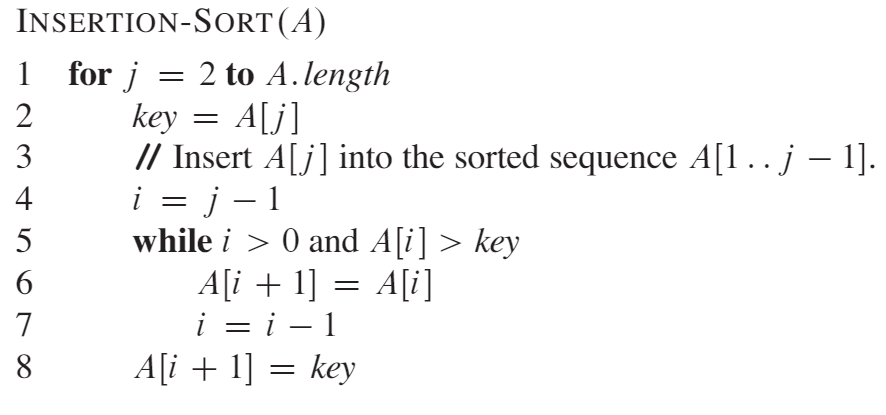 INSERTION-SORT(A)
1 for j = 2 to A.length
2 key = A[j]
3 // Insert A[j] into the sorted sequence A[1 . . j − 1].
4 i = j − 1
5 while i > 0 and A[i] > key
6 A[i + 1] = A[i]
7 i = i − 1
8 A[i + 1] = key